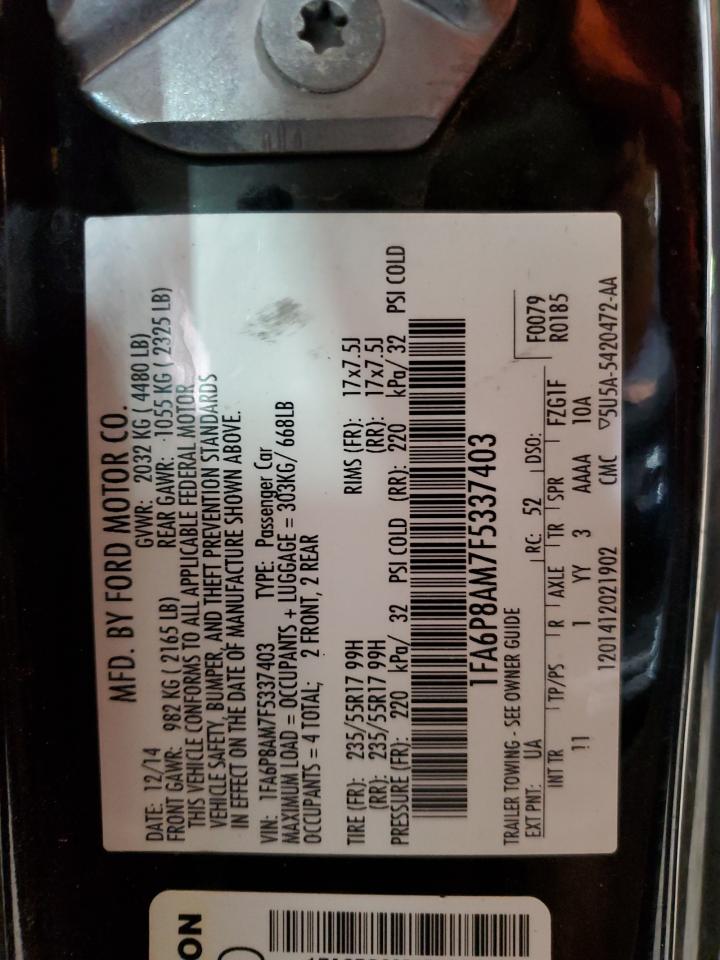 MFD. BY FORD MOTOR CO.
DATE: 12/14 GVWR: 2032 KG ( 4480 LB)
FRONT GAWR: 982 KG ( 2165 LB) REAR GAWR: 1055 KG ( 2325 LB)
THIS VEHICLE CONFORMS TO ALL APPLICABLE FEDERAL MOTOR
VEHICLE SAFETY, BUMPER, AND THEFT PREVENTION STANDARDS
IN EFFECT ON THE DATE OF MANUFACTURE SHOWN ABOVE.
VIN: 1FA6P8AM7F5337403 TYPE: Passenger Car
MAXIMUM LOAD = OCCUPANTS + LUGGAGE = 303KG/ 668LB
OCCUPANTS = 4 TOTAL; 2 FRONT, 2 REAR
TIRE (FR): 235/55R17 99H RIMS (FR): 17x7.5J
(RR): 235/55R17 99H (RR): 17x7.5J
PRESSURE (FR): 220 kPa/ 32 PSI COLD (RR): 220 kPa/ 32 PSI COLD
1FA6P8AM7F5337403
TRAILER TOWING - SEE OWNER GUIDE
F0079
EXT PNT: UA RC: 52 DSO: R0185
INT TR TP/PS R AXLE TR SPR FZG1F
11 1 YY 3 AAAA 10A
1201412021902 CMC ▽5U5A-5420472-AA
ON